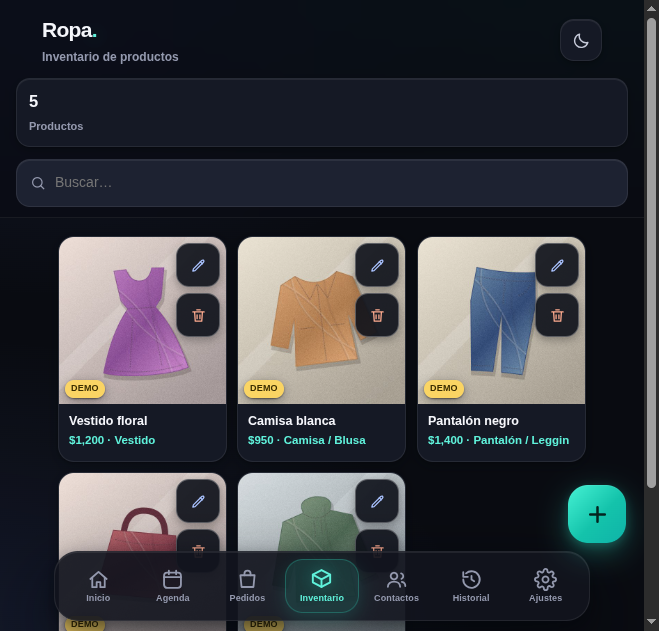 Ropa.
Inventario de productos
5
Productos
Buscar…
DEMO
DEMO
DEMO
Vestido floral
Camisa blanca
Pantalón negro
$1,200 · Vestido
$950 · Camisa / Blusa
$1,400 · Pantalón / Leggin
Inicio
Agenda
Pedidos
Inventario
Contactos
Historial
Ajustes
DEMO
DEMO